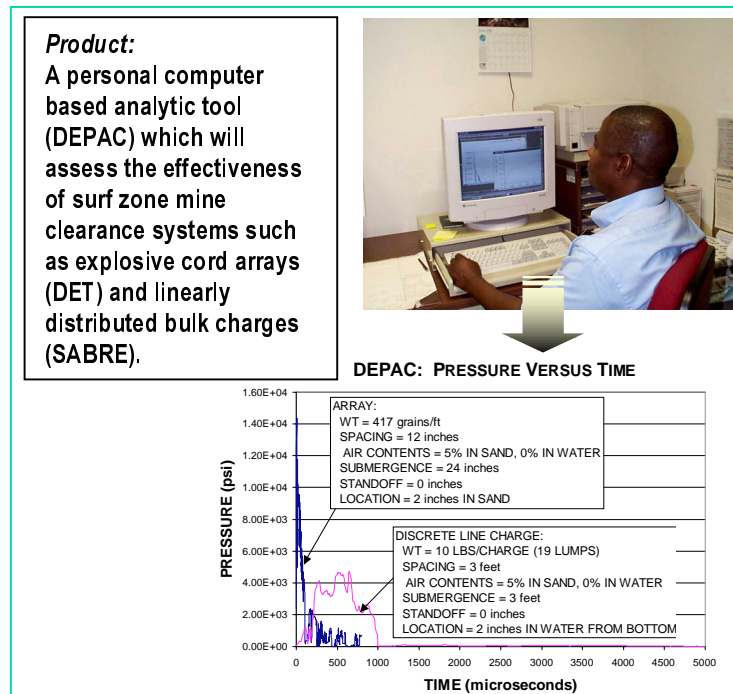 Product:
A personal computer
based analytic tool
(DEPAC) which will
assess the effectiveness
of surf zone mine
clearance systems such
as explosive cord arrays
(DET) and linearly
distributed bulk charges
(SABRE).
DEPAC: PRESSURE VERSUS TIME
PRESSURE (psi)
1.60E+04
1.40E+04
1.20E+04
1.00E+04
8.00E+03
6.00E+03
4.00E+03
2.00E+03
0.00E+00
ARRAY:
WT = 417 grains/ft
SPACING = 12 inches
AIR CONTENTS = 5% IN SAND, 0% IN WATER
SUBMERGENCE = 24 inches
STANDOFF = 0 inches
LOCATION = 2 inches IN SAND
DISCRETE LINE CHARGE:
WT = 10 LBS/CHARGE (19 LUMPS)
SPACING = 3 feet
AIR CONTENTS = 5% IN SAND, 0% IN WATER
SUBMERGENCE = 3 feet
STANDOFF = 0 inches
LOCATION = 2 inches IN WATER FROM BOTTOM
0 500 1000 1500 2000 2500 3000 3500 4000 4500 5000
TIME (microseconds)